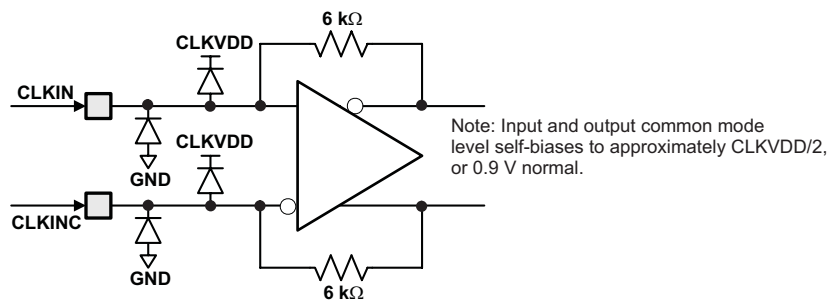 6 kΩ
CLKVDD
CLKIN
CLKVDD
GND
Note: Input and output common mode
level self-biases to approximately CLKVDD/2,
or 0.9 V normal.
CLKINC
GND
6 kΩ